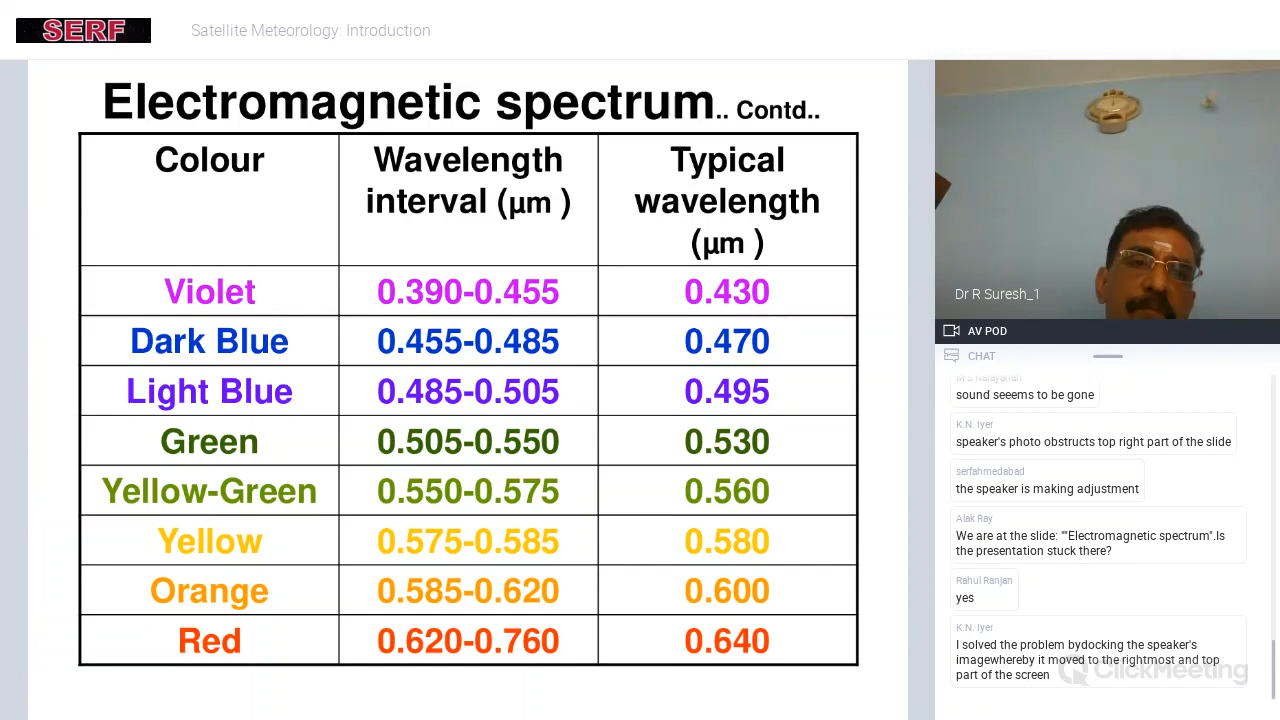 SERF
Satellite Meteorology: Introduction
Electromagnetic spectrum.. Contd..
Colour Wavelength interval (µm ) Typical wavelength (µm )
Violet 0.390-0.455 0.430
Dark Blue 0.455-0.485 0.470
Light Blue 0.485-0.505 0.495
Green 0.505-0.550 0.530
Yellow-Green 0.550-0.575 0.560
Yellow 0.575-0.585 0.580
Orange 0.585-0.620 0.600
Red 0.620-0.760 0.640
Dr R Suresh_1
AV POD
CHAT
sound seeems to be gone
K.N. Iyer
speaker's photo obstructs top right part of the slide
serfahmedabad
the speaker is making adjustment
Alak Ray
We are at the slide: ""Electromagnetic spectrum".Is
the presentation stuck there?
Rahul Ranjan
yes
K.N. Iyer
I solved the problem bydocking the speaker's
imagewhereby it moved to the rightmost and top
part of the screen
ClickMeeting